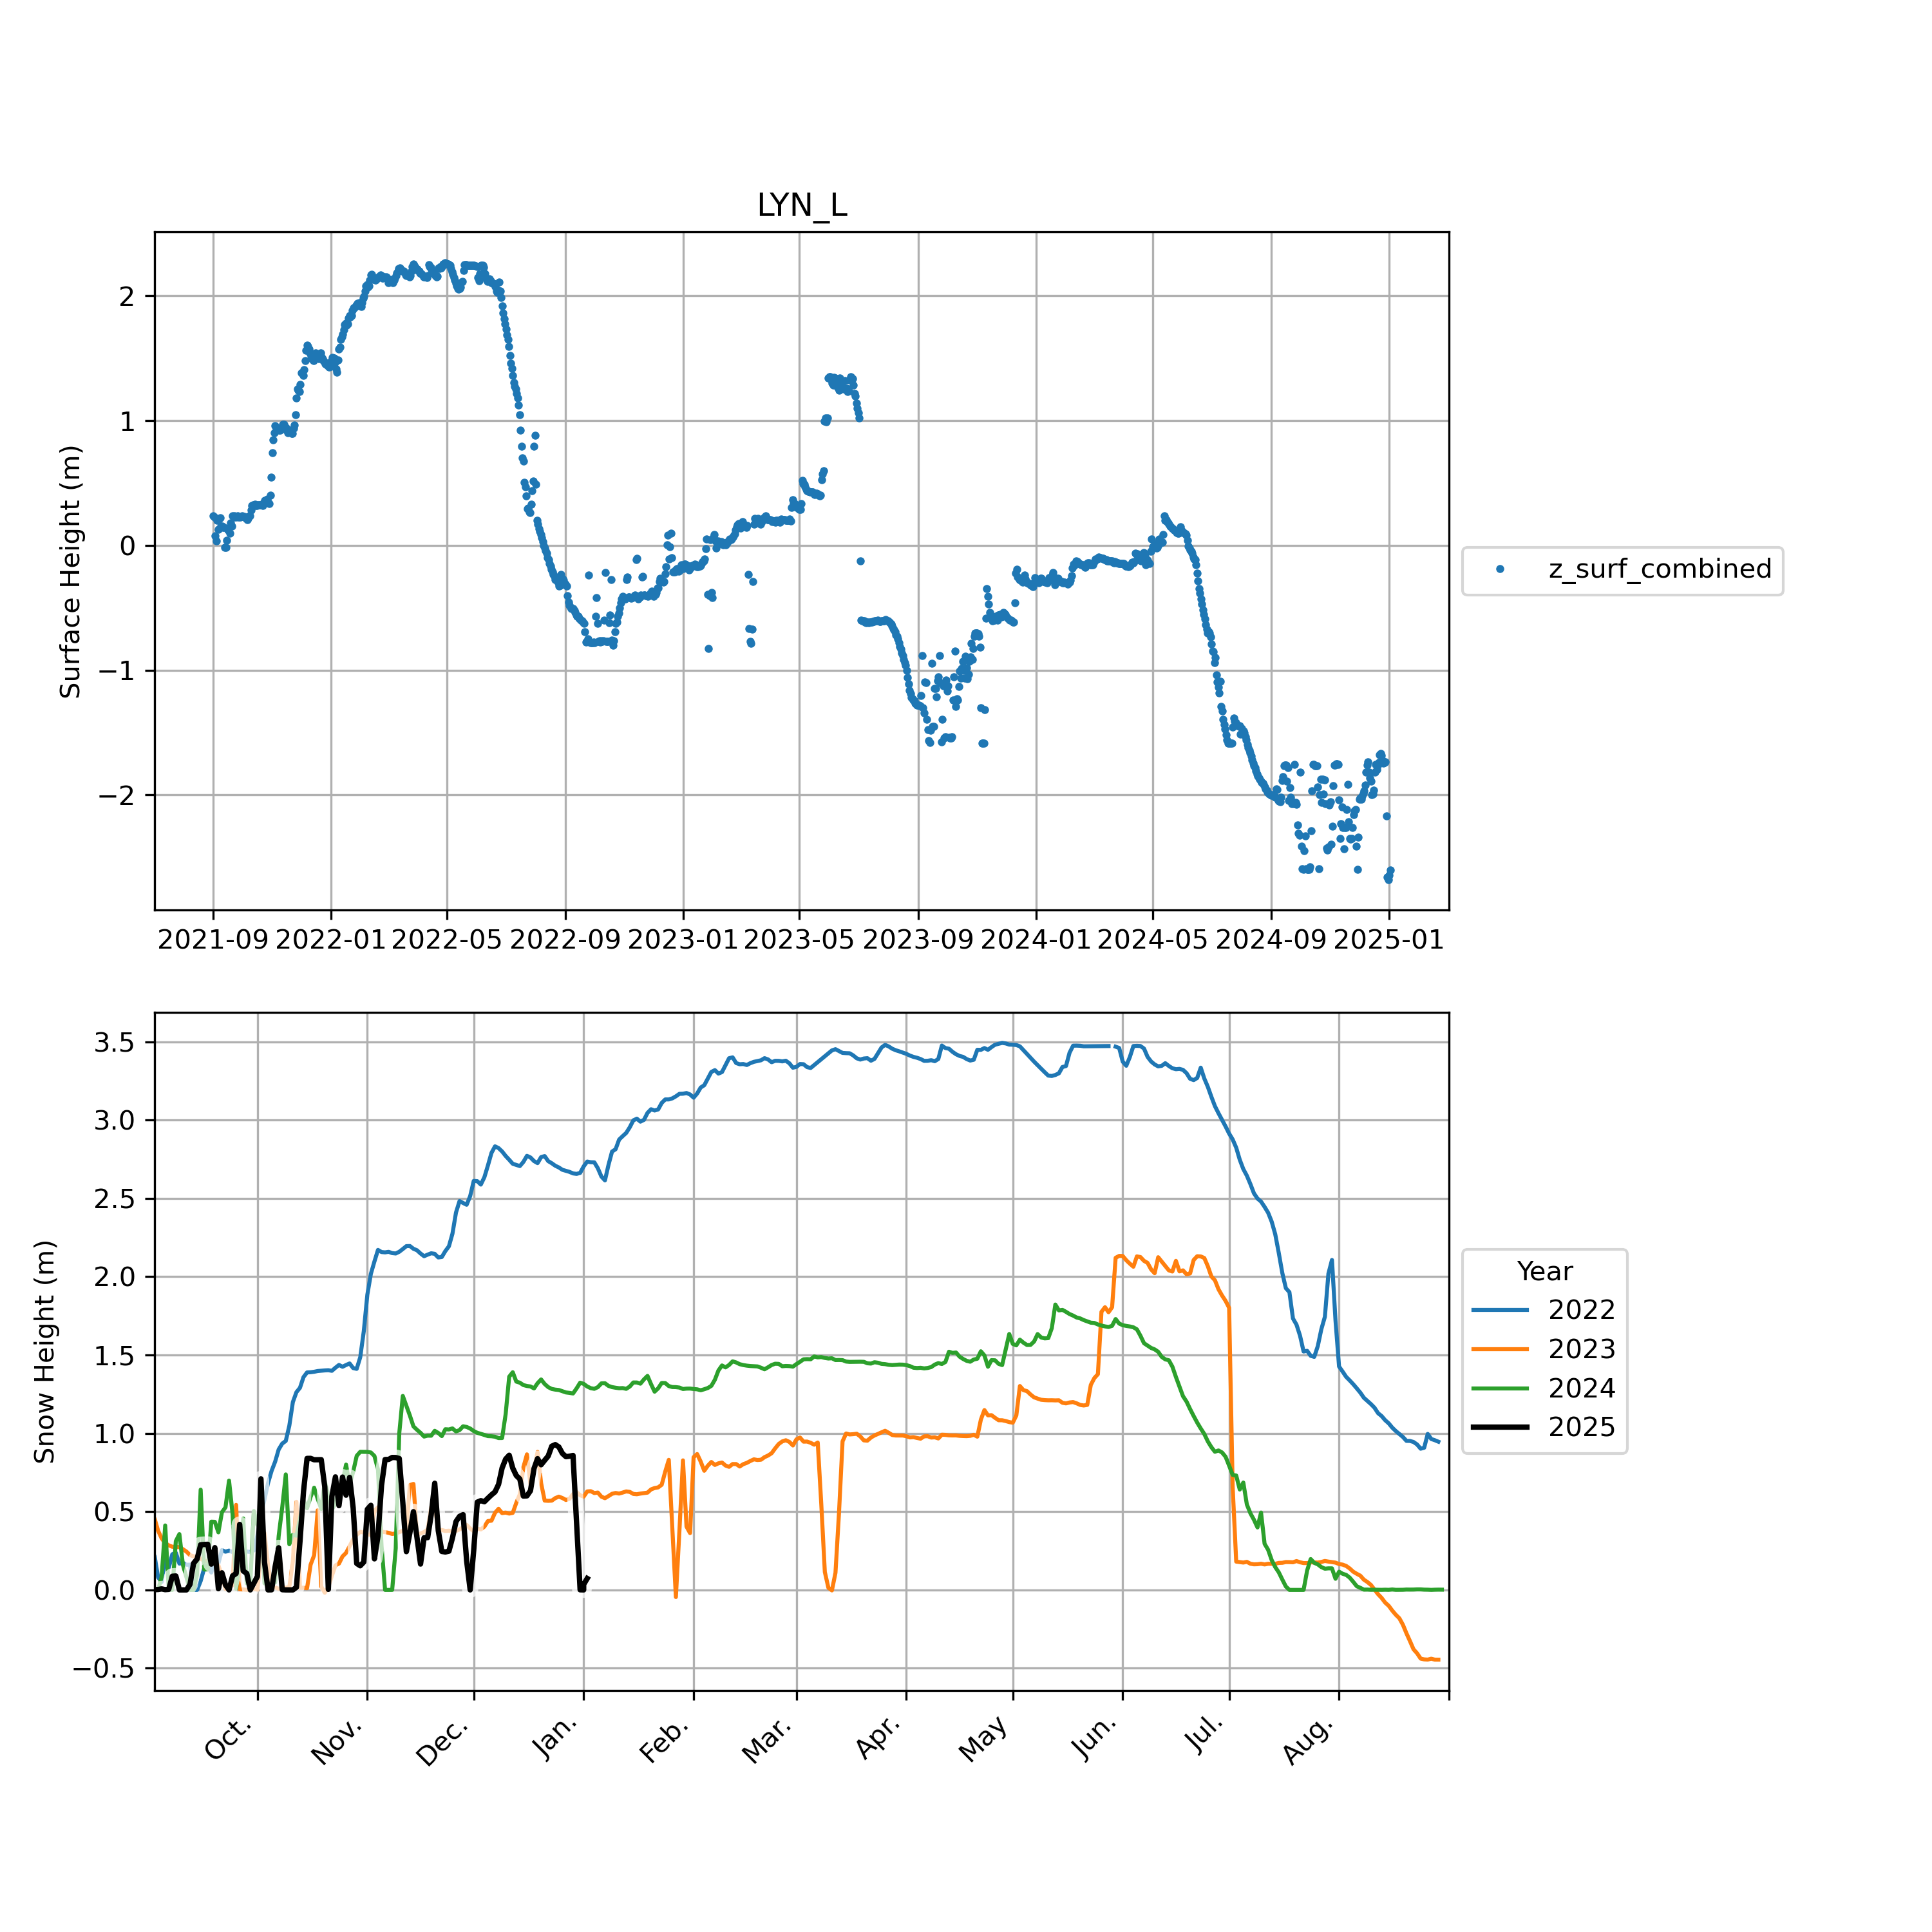 LYN_L
Surface Height (m)
2
1
0
−1
−2
2021-09 2022-01 2022-05 2022-09 2023-01 2023-05 2023-09 2024-01 2024-05 2024-09 2025-01
z_surf_combined
Snow Height (m)
3.5
3.0
2.5
2.0
1.5
1.0
0.5
0.0
−0.5
Oct. Nov. Dec. Jan. Feb. Mar. Apr. May Jun. Jul. Aug.
Year
2022
2023
2024
2025